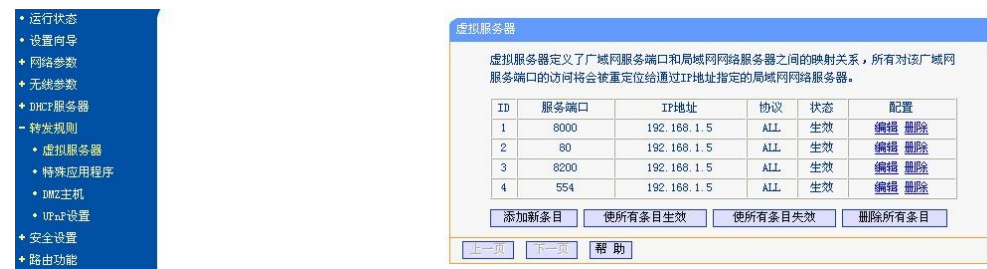 • 运行状态
• 设置向导
+ 网络参数
+ 无线参数
+ DHCP服务器
- 转发规则
• 虚拟服务器
• 特殊应用程序
• DMZ主机
• UPnP设置
+ 安全设置
+ 路由功能
虚拟服务器
虚拟服务器定义了广域网服务端口和局域网网络服务器之间的映射关系，所有对该广域网
服务端口的访问将会被重定位给通过IP地址指定的局域网网络服务器。
ID 服务端口 IP地址 协议 状态 配置
1 8000 192.168.1.5 ALL 生效 编辑 删除
2 80 192.168.1.5 ALL 生效 编辑 删除
3 8200 192.168.1.5 ALL 生效 编辑 删除
4 554 192.168.1.5 ALL 生效 编辑 删除
添加新条目 使所有条目生效 使所有条目失效 删除所有条目
上一页 下一页 帮 助